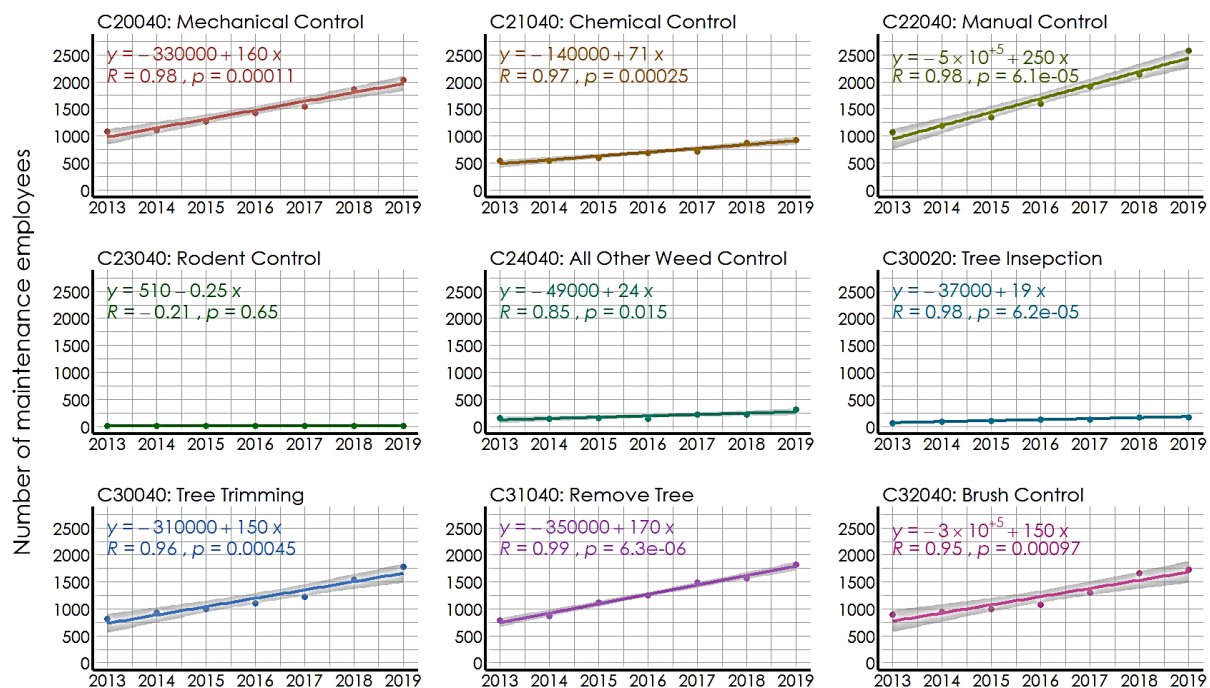 Number of maintenance employees
C20040: Mechanical Control
y = − 330000 + 160 x
R = 0.98 , p = 0.00011
2500
2000
1500
1000
500
0
2013 2014 2015 2016 2017 2018 2019
C21040: Chemical Control
y = − 140000 + 71 x
R = 0.97 , p = 0.00025
2500
2000
1500
1000
500
0
2013 2014 2015 2016 2017 2018 2019
C22040: Manual Control
y = − 5 × 10⁺⁵ + 250 x
R = 0.98 , p = 6.1e-05
2500
2000
1500
1000
500
0
2013 2014 2015 2016 2017 2018 2019
C23040: Rodent Control
y = 510 − 0.25 x
R = − 0.21 , p = 0.65
2500
2000
1500
1000
500
0
2013 2014 2015 2016 2017 2018 2019
C24040: All Other Weed Control
y = − 49000 + 24 x
R = 0.85 , p = 0.015
2500
2000
1500
1000
500
0
2013 2014 2015 2016 2017 2018 2019
C30020: Tree Insepction
y = − 37000 + 19 x
R = 0.98 , p = 6.2e-05
2500
2000
1500
1000
500
0
2013 2014 2015 2016 2017 2018 2019
C30040: Tree Trimming
y = − 310000 + 150 x
R = 0.96 , p = 0.00045
2500
2000
1500
1000
500
0
2013 2014 2015 2016 2017 2018 2019
C31040: Remove Tree
y = − 350000 + 170 x
R = 0.99 , p = 6.3e-06
2500
2000
1500
1000
500
0
2013 2014 2015 2016 2017 2018 2019
C32040: Brush Control
y = − 3 × 10⁺⁵ + 150 x
R = 0.95 , p = 0.00097
2500
2000
1500
1000
500
0
2013 2014 2015 2016 2017 2018 2019